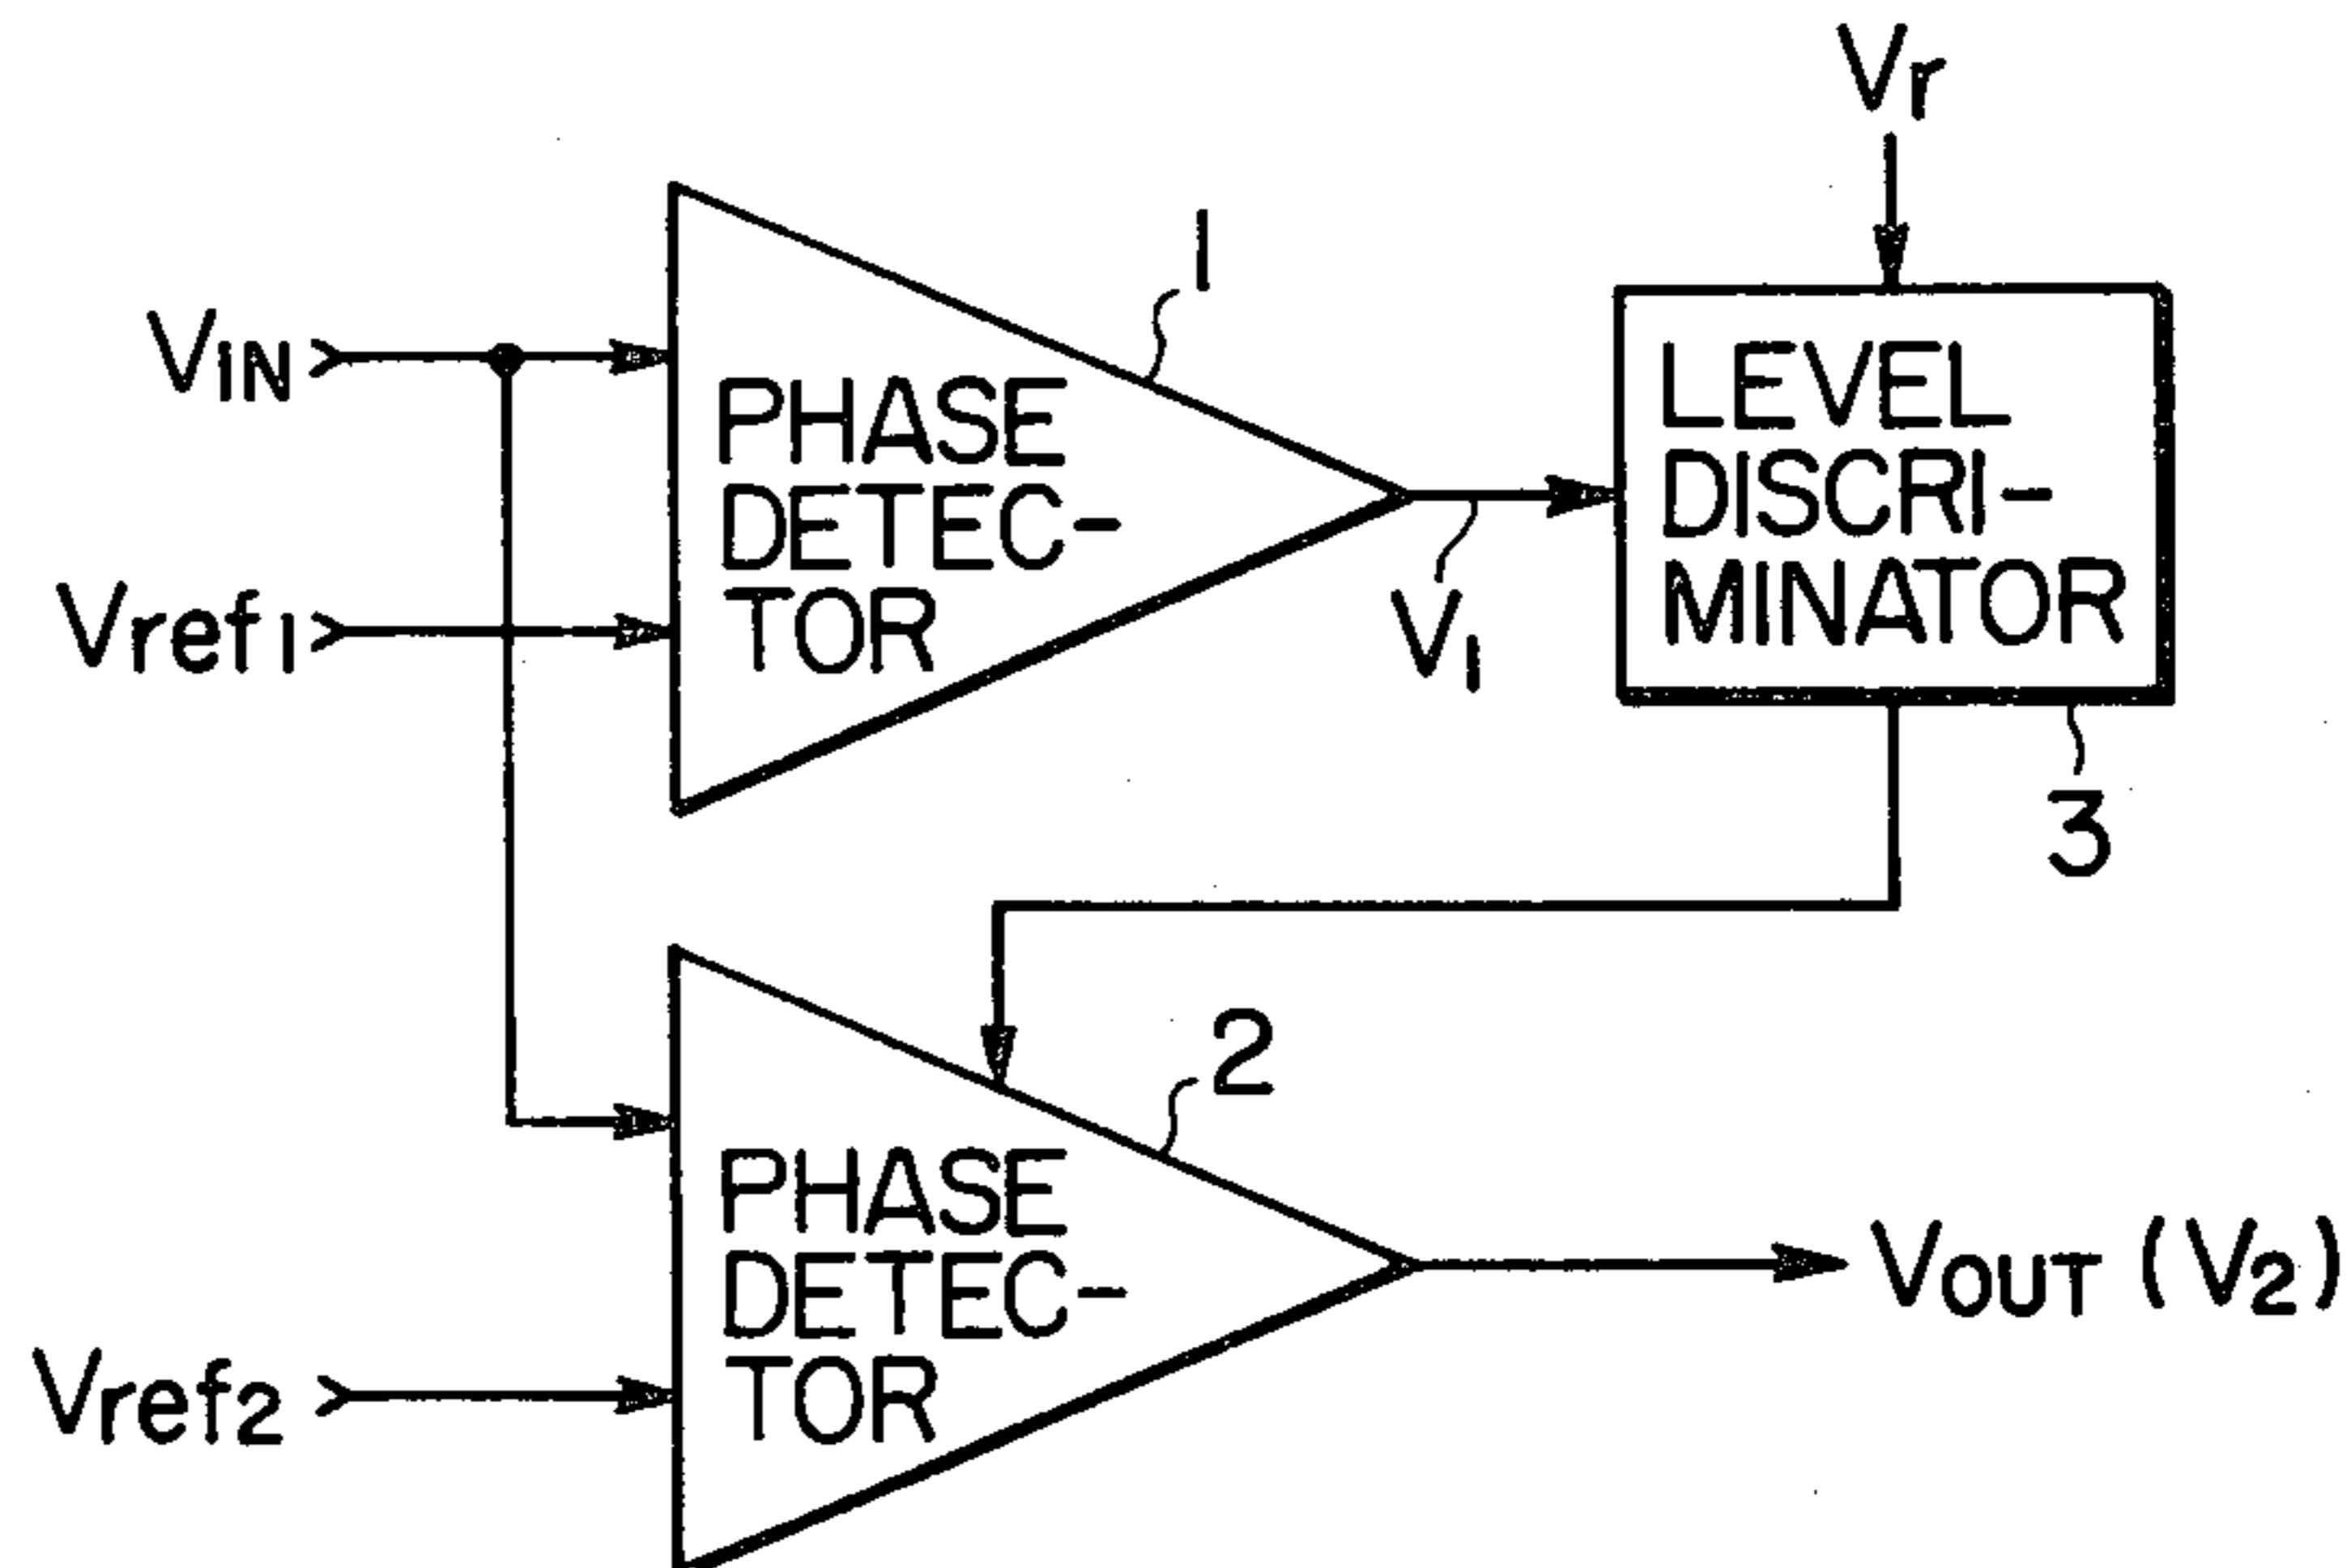 Vr
1
VIN
PHASE
DETEC-
TOR
Vref1
V1
LEVEL
DISCRI-
MINATOR
3
2
PHASE
DETEC-
TOR
Vref2
VOUT (V2)